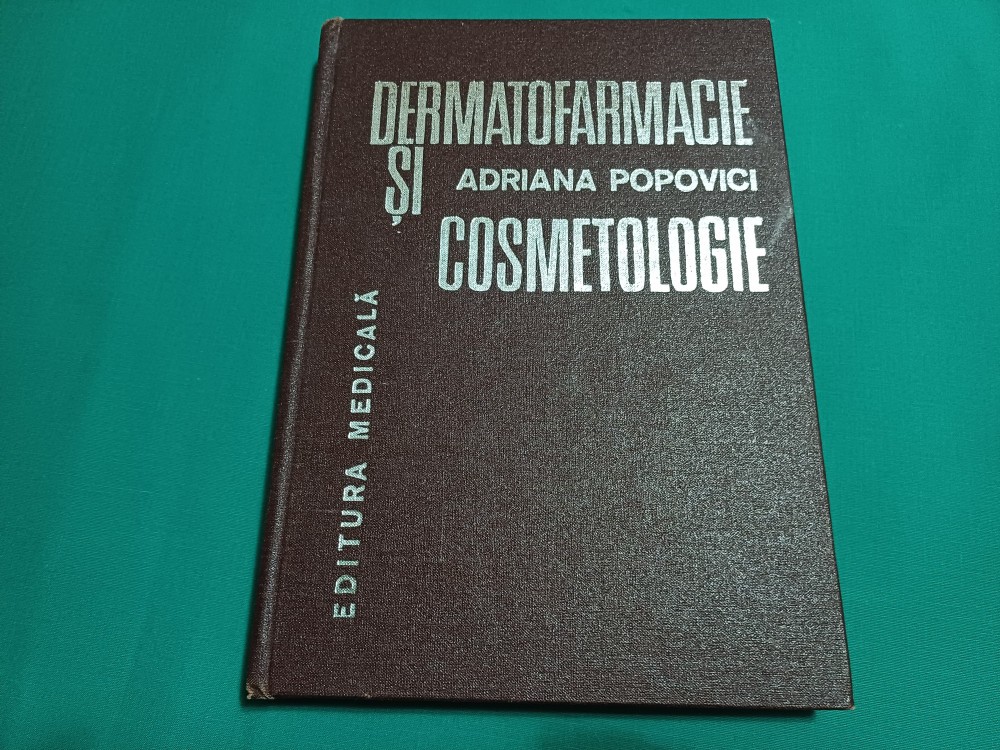 DERMATOFARMACIE
ȘI
ADRIANA POPOVICI
COSMETOLOGIE
EDITURA MEDICALĂ